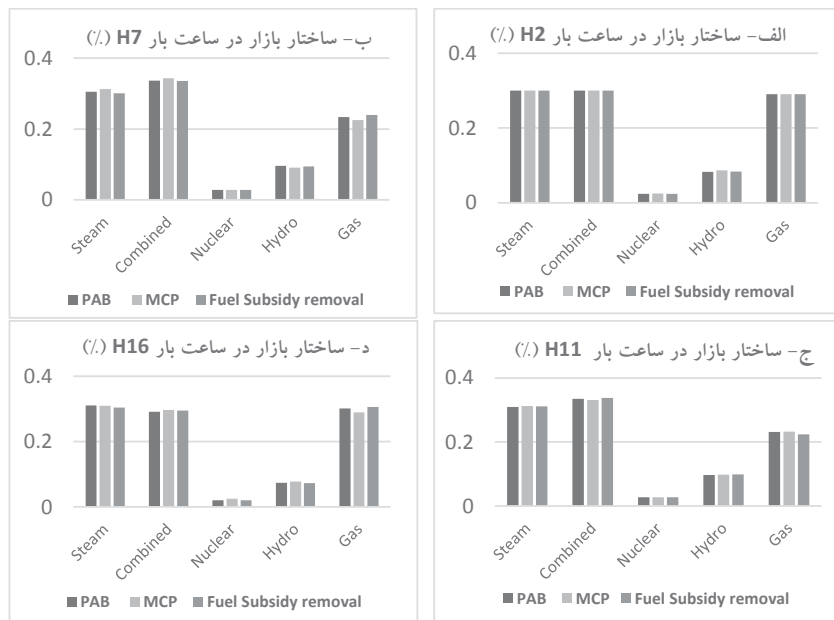 الف- ساختار بازار در ساعت بار H2 (٪)
0.4
0.2
0
Steam
Combined
Nuclear
Hydro
Gas
PAB MCP Fuel Subsidy removal
ب- ساختار بازار در ساعت بار H7 (٪)
0.4
0.2
0
Steam
Combined
Nuclear
Hydro
Gas
PAB MCP Fuel Subsidy removal
ج- ساختار بازار در ساعت بار H11 (٪)
0.4
0.2
0
Steam
Combined
Nuclear
Hydro
Gas
PAB MCP Fuel Subsidy removal
د- ساختار بازار در ساعت بار H16 (٪)
0.4
0.2
0
Steam
Combined
Nuclear
Hydro
Gas
PAB MCP Fuel Subsidy removal